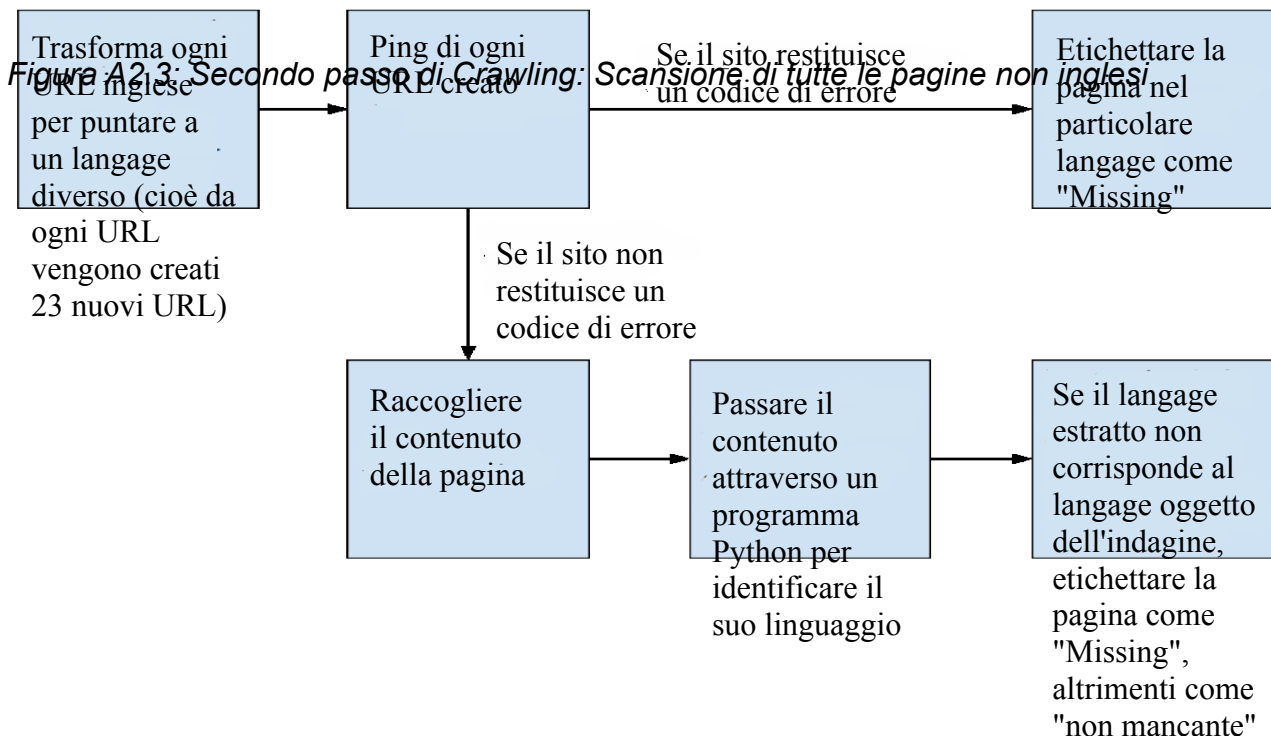 Trasforma ogni
URL inglese
per puntare a
un langage
diverso (cioè da
ogni URL
vengono creati
23 nuovi URL)
Ping di ogni
URL creato
Se il sito restituisce
un codice di errore
Etichettare la
pagina nel
particolare
langage come
"Missing"
Figura A2.3: Secondo passo di Crawling: Scansione di tutte le pagine non inglesi
Se il sito non
restituisce un
codice di errore
Raccogliere
il contenuto
della pagina
Passare il
contenuto
attraverso un
programma
Python per
identificare il
suo linguaggio
Se il langage
estratto non
corrisponde al
langage oggetto
dell'indagine,
etichettare la
pagina come
"Missing",
altrimenti come
"non mancante"